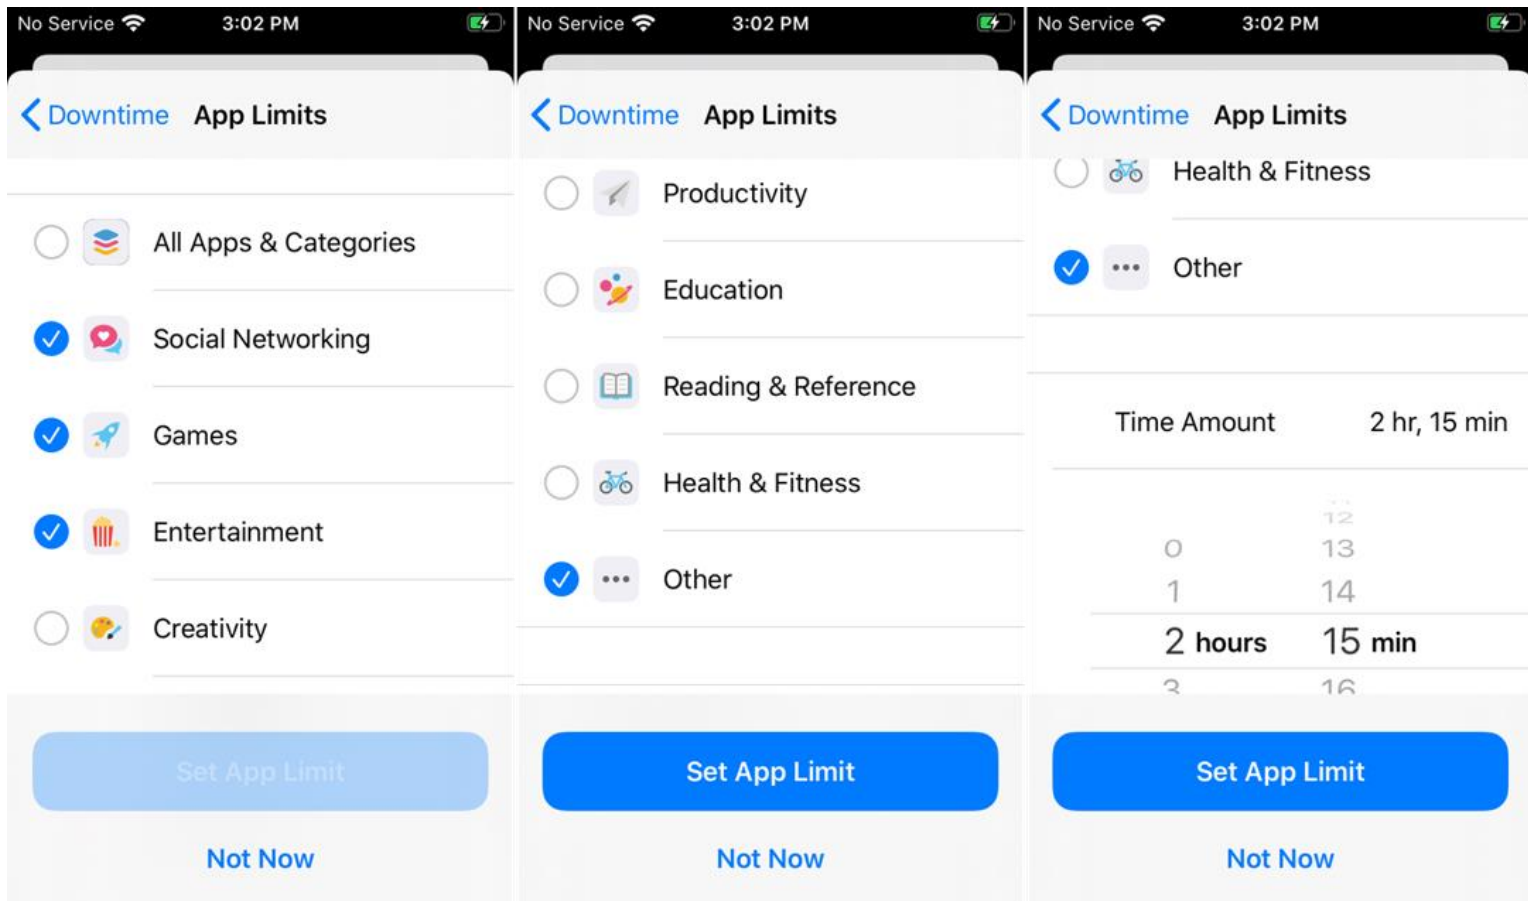 No Service 3:02 PM
Downtime App Limits
All Apps & Categories
Social Networking
Games
Entertainment
Creativity
Set App Limit
Not Now
No Service 3:02 PM
Downtime App Limits
Productivity
Education
Reading & Reference
Health & Fitness
Other
Set App Limit
Not Now
No Service 3:02 PM
Downtime App Limits
Health & Fitness
Other
Time Amount 2 hr, 15 min
12
0 13
1 14
2 hours 15 min
3 16
Set App Limit
Not Now